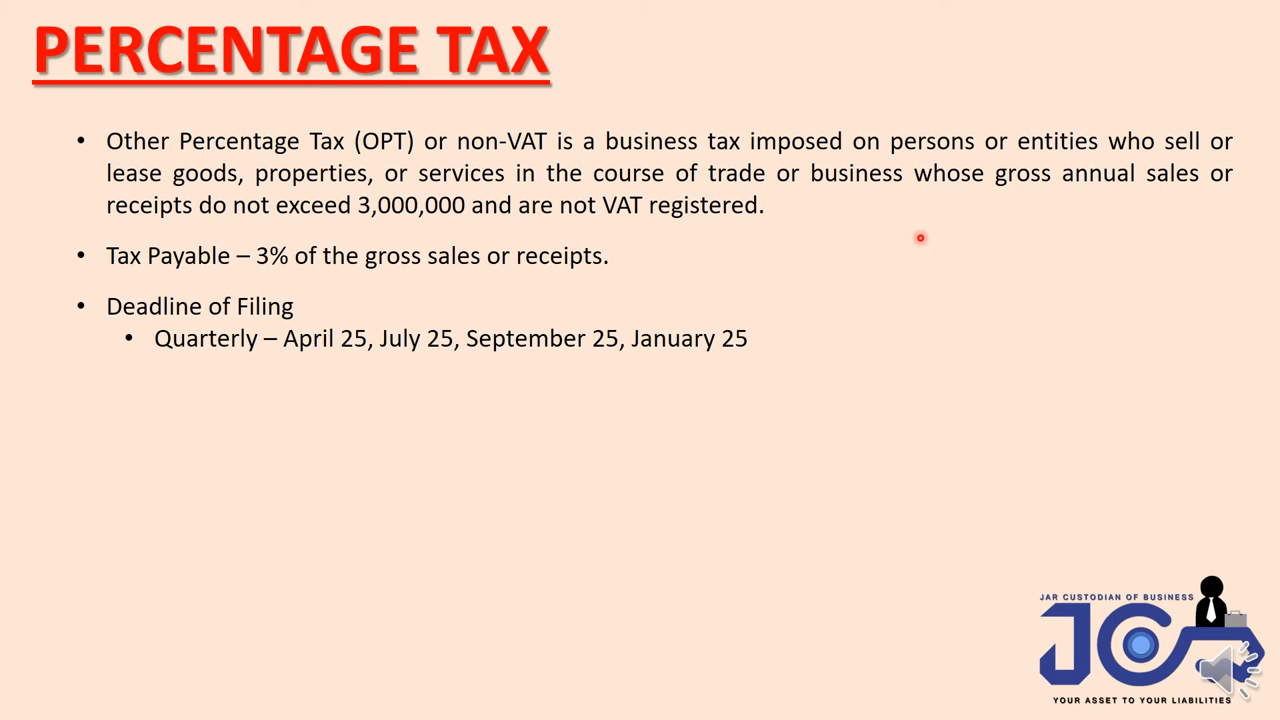 PERCENTAGE TAX
• Other Percentage Tax (OPT) or non-VAT is a business tax imposed on persons or entities who sell or
lease goods, properties, or services in the course of trade or business whose gross annual sales or
receipts do not exceed 3,000,000 and are not VAT registered.
• Tax Payable – 3% of the gross sales or receipts.
• Deadline of Filing
• Quarterly – April 25, July 25, September 25, January 25
JAR CUSTODIAN OF BUSINESS
JCA
YOUR ASSET TO YOUR LIABILITIES